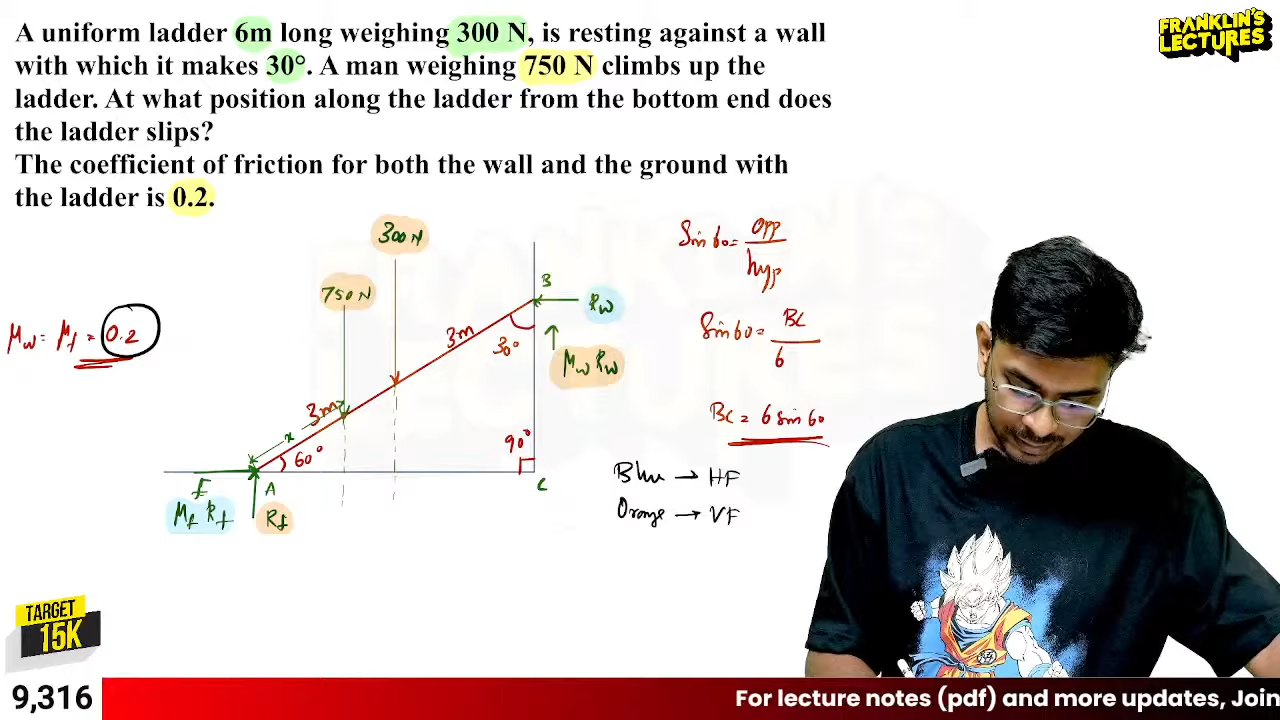 A uniform ladder 6m long weighing 300 N, is resting against a wall
with which it makes 30°. A man weighing 750 N climbs up the
ladder. At what position along the ladder from the bottom end does
the ladder slips?
The coefficient of friction for both the wall and the ground with
the ladder is 0.2.
FRANKLIN'S
LECTURES
300 N
750 N
B
Rw
3m
30°
μw Rw
μw = μf = 0.2
3m
x
60°
90°
A
C
F
μf Rf
Rf
Sin 60 = opp / hyp
Sin 60 = BC / 6
BC = 6 sin 60
Blue → HF
Orange → VF
TARGET
15K
9,316
For lecture notes (pdf) and more updates, Join